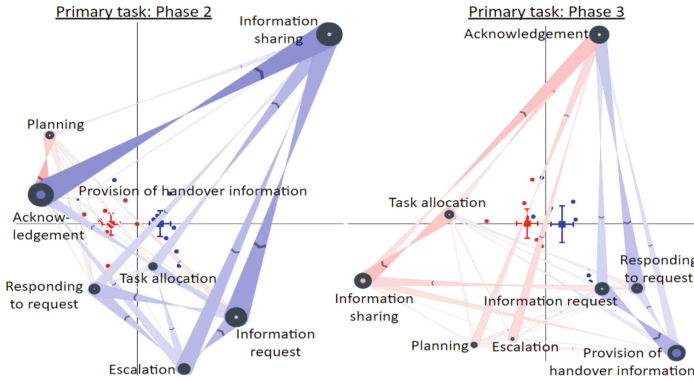 Primary task: Phase 2
Information
sharing
Planning
Provision of handover information
Acknow-
ledgement
Task allocation
Responding
to request
Information
request
Escalation
Primary task: Phase 3
Acknowledgement
Task allocation
Responding
to request
Information
sharing
Information request
Planning
Escalation
Provision of
handover information